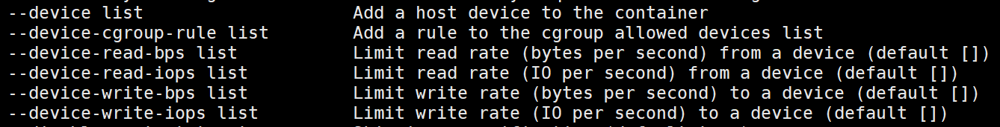 --device list                    Add a host device to the container
--device-cgroup-rule list        Add a rule to the cgroup allowed devices list
--device-read-bps list           Limit read rate (bytes per second) from a device (default [])
--device-read-iops list          Limit read rate (IO per second) from a device (default [])
--device-write-bps list          Limit write rate (bytes per second) to a device (default [])
--device-write-iops list         Limit write rate (IO per second) to a device (default [])